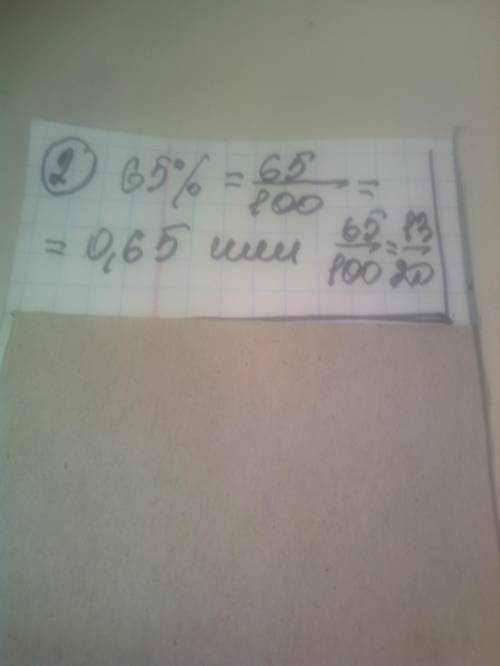 2 65% = 65/100 =
= 0,65 или 65/100 = 13/20